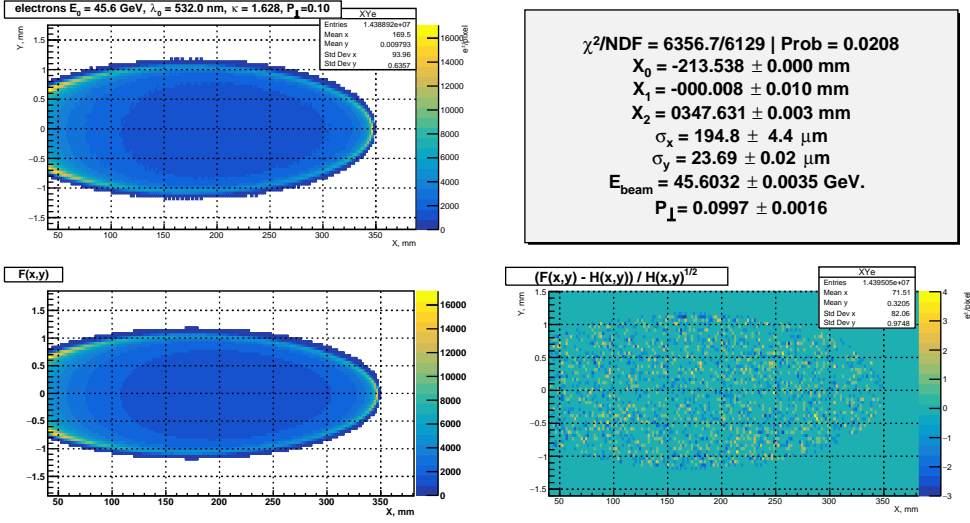 electrons E₀ = 45.6 GeV, λ₀ = 532.0 nm, κ = 1.628, P⊥=0.10
XYe
Entries 1.438892e+07
Mean x 169.5
Mean y 0.009793
Std Dev x 93.96
Std Dev y 0.6357
Y, mm
1.5
1
0.5
0
−0.5
−1
−1.5
50 100 150 200 250 300 350
X, mm
16000
14000
12000
10000
8000
6000
4000
2000
0
e³/pixel
χ²/NDF = 6356.7/6129 | Prob = 0.0208
X₀ = -213.538 ± 0.000 mm
X₁ = -000.008 ± 0.010 mm
X₂ = 0347.631 ± 0.003 mm
σₓ = 194.8 ± 4.4 μm
σ_y = 23.69 ± 0.02 μm
E_beam = 45.6032 ± 0.0035 GeV.
P⊥ = 0.0997 ± 0.0016
F(x,y)
1.5
1
0.5
0
−0.5
−1
−1.5
50 100 150 200 250 300 350
X, mm
16000
14000
12000
10000
8000
6000
4000
2000
0
(F(x,y) - H(x,y)) / H(x,y)^1/2
XYe
Entries 1.439505e+07
Mean x 71.51
Mean y 0.3205
Std Dev x 82.06
Std Dev y 0.9748
Y, mm
1.5
1
0.5
0
−0.5
−1
−1.5
50 100 150 200 250 300 350
X, mm
4
3
2
1
0
−1
−2
−3
e³/pixel